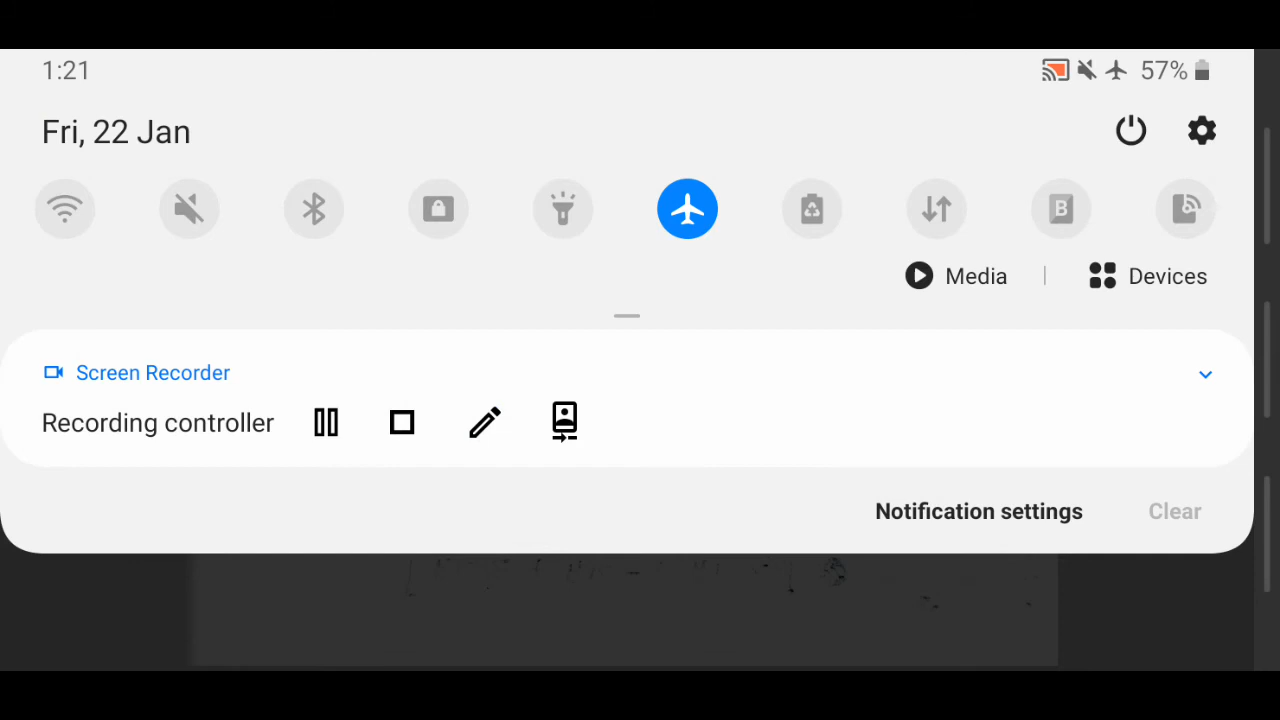 1:21 57%
Fri, 22 Jan
B
Media | Devices
Screen Recorder
Recording controller
Notification settings Clear